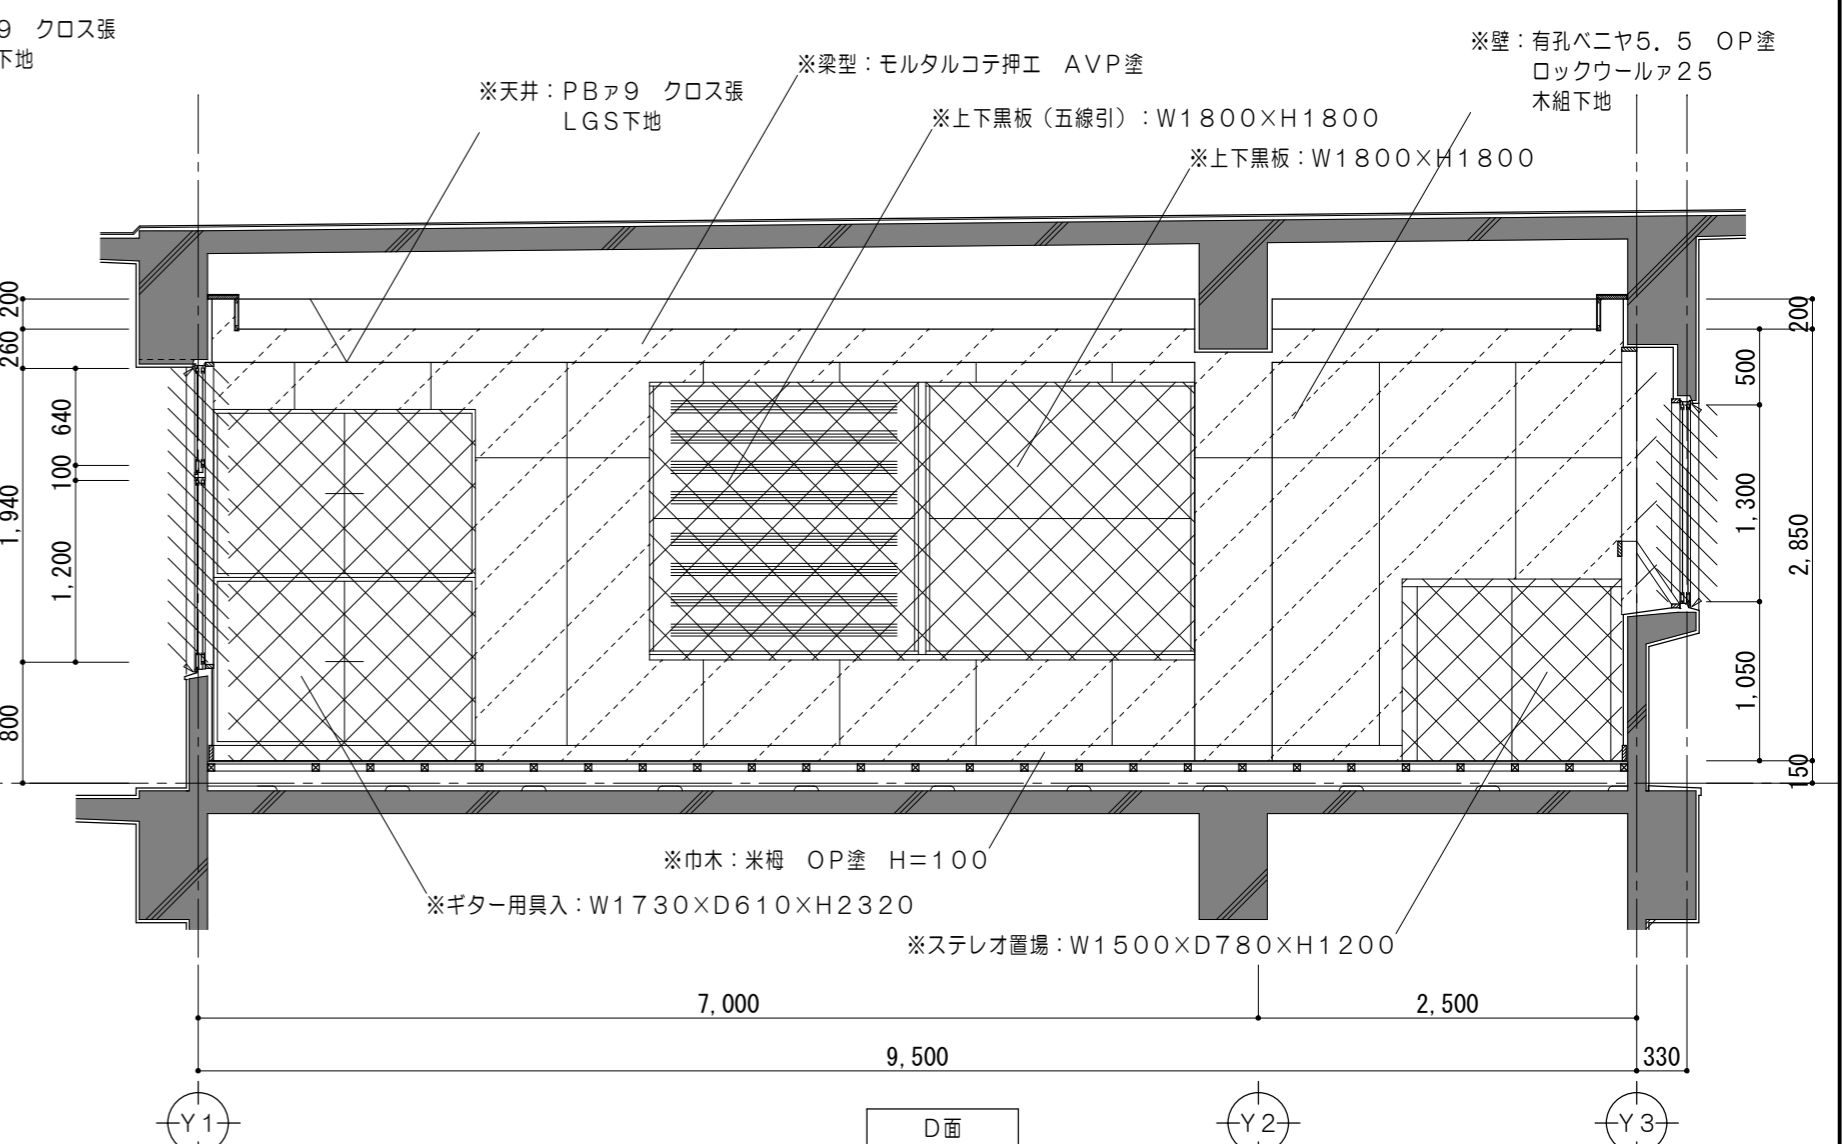 9 クロス張
下地
※天井：PBァ9 クロス張
LGS下地
※梁型：モルタルコテ押エ AVP塗
※上下黒板（五線引）：W1800×H1800
※上下黒板：W1800×H1800
※壁：有孔ベニヤ5．5 OP塗
ロックウールァ25
木組下地
200
260
1,940
800
640
100
1,200
200
2,850
150
500
1,300
1,050
※巾木：米栂 OP塗 H=100
※ギター用具入：W1730×D610×H2320
※ステレオ置場：W1500×D780×H1200
7,000
2,500
9,500
330
Y1
D面
Y2
Y3